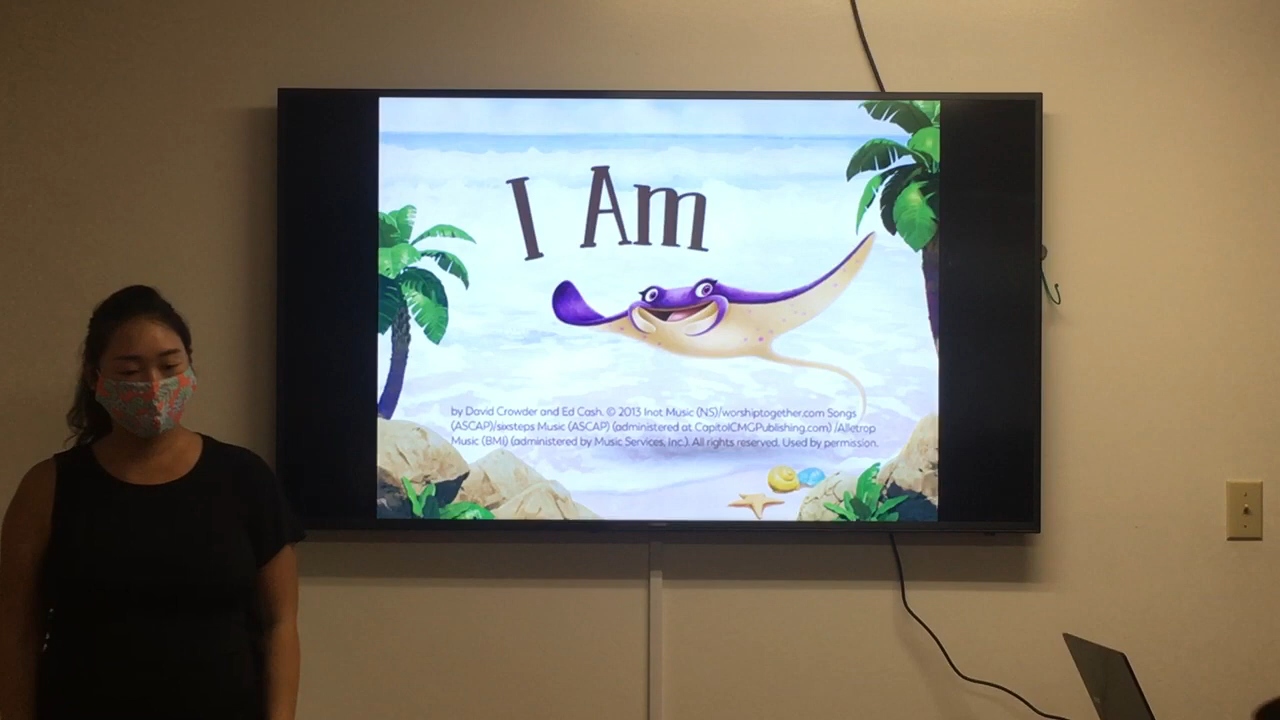 I Am
by David Crowder and Ed Cash. © 2013 Inot Music (NS)/worshiptogether.com Songs
(ASCAP)/sixsteps Music (ASCAP) (administered at CapitolCMGPublishing.com) /Alletrop
Music (BMI) (administered by Music Services, Inc.). All rights reserved. Used by permission.